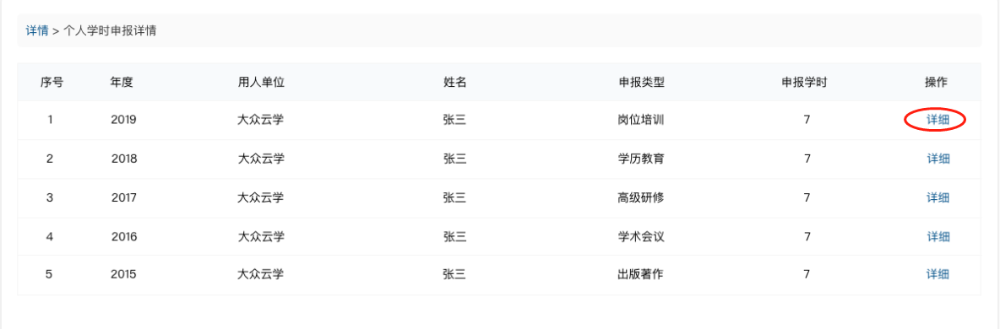 详情 > 个人学时申报详情
序号 年度 用人单位 姓名 申报类型 申报学时 操作
1 2019 大众云学 张三 岗位培训 7 详细
2 2018 大众云学 张三 学历教育 7 详细
3 2017 大众云学 张三 高级研修 7 详细
4 2016 大众云学 张三 学术会议 7 详细
5 2015 大众云学 张三 出版著作 7 详细